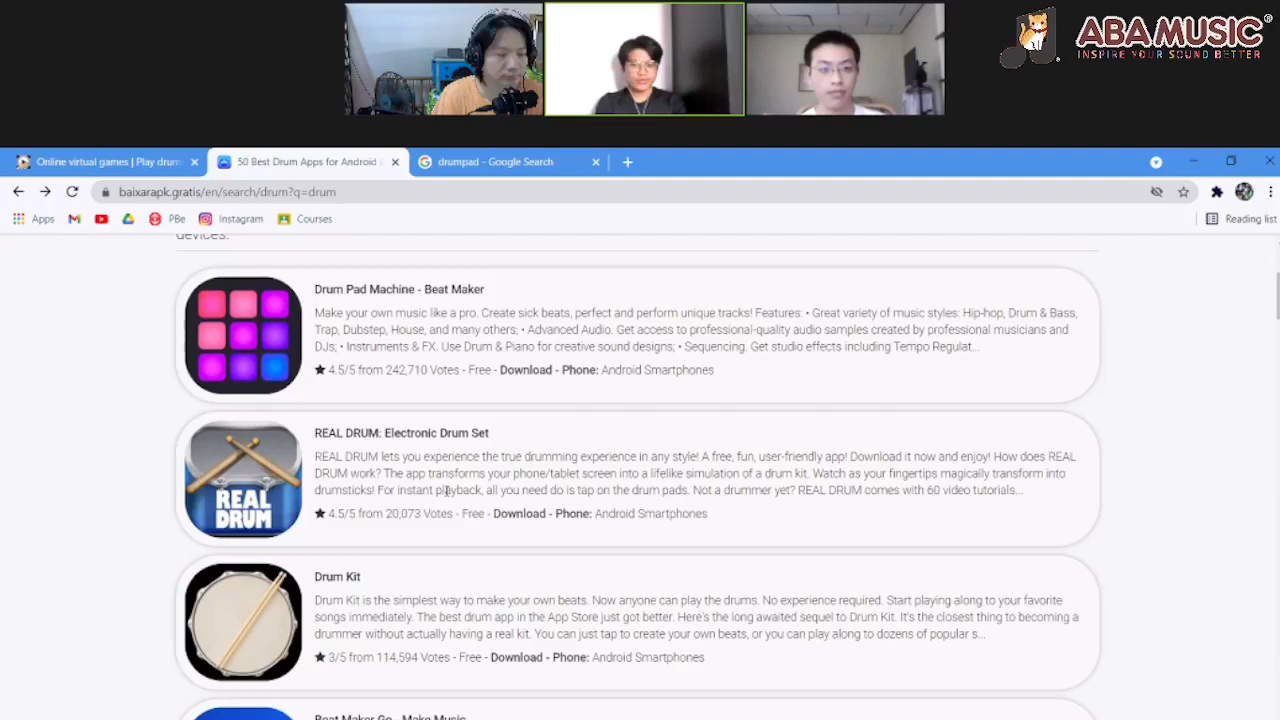 ABA MUSIC®
INSPIRE YOUR SOUND BETTER
Online virtual games | Play drum
50 Best Drum Apps for Android
drumpad - Google Search
baixarapk.gratis/en/search/drum?q=drum
Apps
PBe
Instagram
Courses
Reading list
devices.
Drum Pad Machine - Beat Maker
Make your own music like a pro. Create sick beats, perfect and perform unique tracks! Features: • Great variety of music styles: Hip-hop, Drum & Bass,
Trap, Dubstep, House, and many others; • Advanced Audio. Get access to professional-quality audio samples created by professional musicians and
DJs; • Instruments & FX. Use Drum & Piano for creative sound designs; • Sequencing. Get studio effects including Tempo Regulat...
4.5/5 from 242,710 Votes - Free - Download - Phone: Android Smartphones
REAL DRUM
REAL DRUM: Electronic Drum Set
REAL DRUM lets you experience the true drumming experience in any style! A free, fun, user-friendly app! Download it now and enjoy! How does REAL
DRUM work? The app transforms your phone/tablet screen into a lifelike simulation of a drum kit. Watch as your fingertips magically transform into
drumsticks! For instant playback, all you need do is tap on the drum pads. Not a drummer yet? REAL DRUM comes with 60 video tutorials...
4.5/5 from 20,073 Votes - Free - Download - Phone: Android Smartphones
Drum Kit
Drum Kit is the simplest way to make your own beats. Now anyone can play the drums. No experience required. Start playing along to your favorite
songs immediately. The best drum app in the App Store just got better. Here's the long awaited sequel to Drum Kit. It's the closest thing to becoming a
drummer without actually having a real kit. You can just tap to create your own beats, or you can play along to dozens of popular s...
3/5 from 114,594 Votes - Free - Download - Phone: Android Smartphones
Beat Maker Go - Make Music